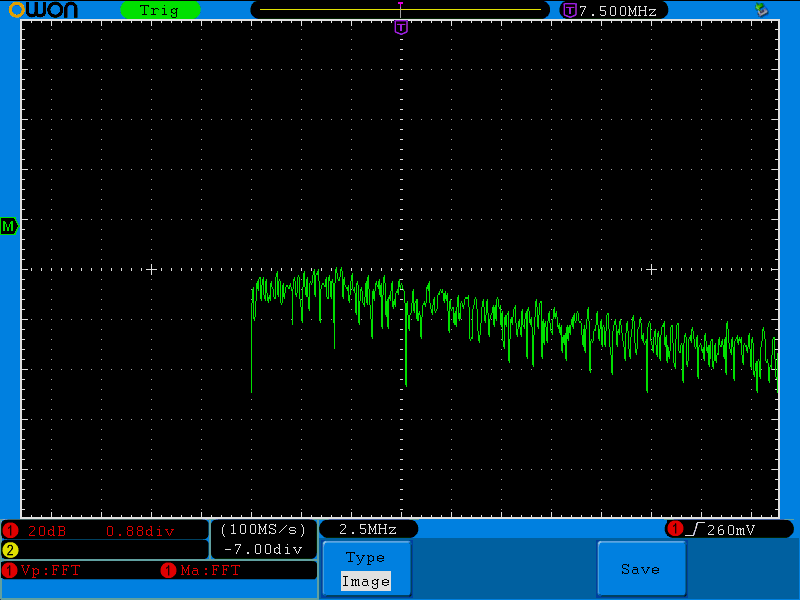 OWON Trig T 7.500MHz
T
M
1 20dB 0.88div (100MS/s) 2.5MHz 1 260mV
2 -7.00div
1 Vp:FFT 1 Ma:FFT
Type
Image
Save